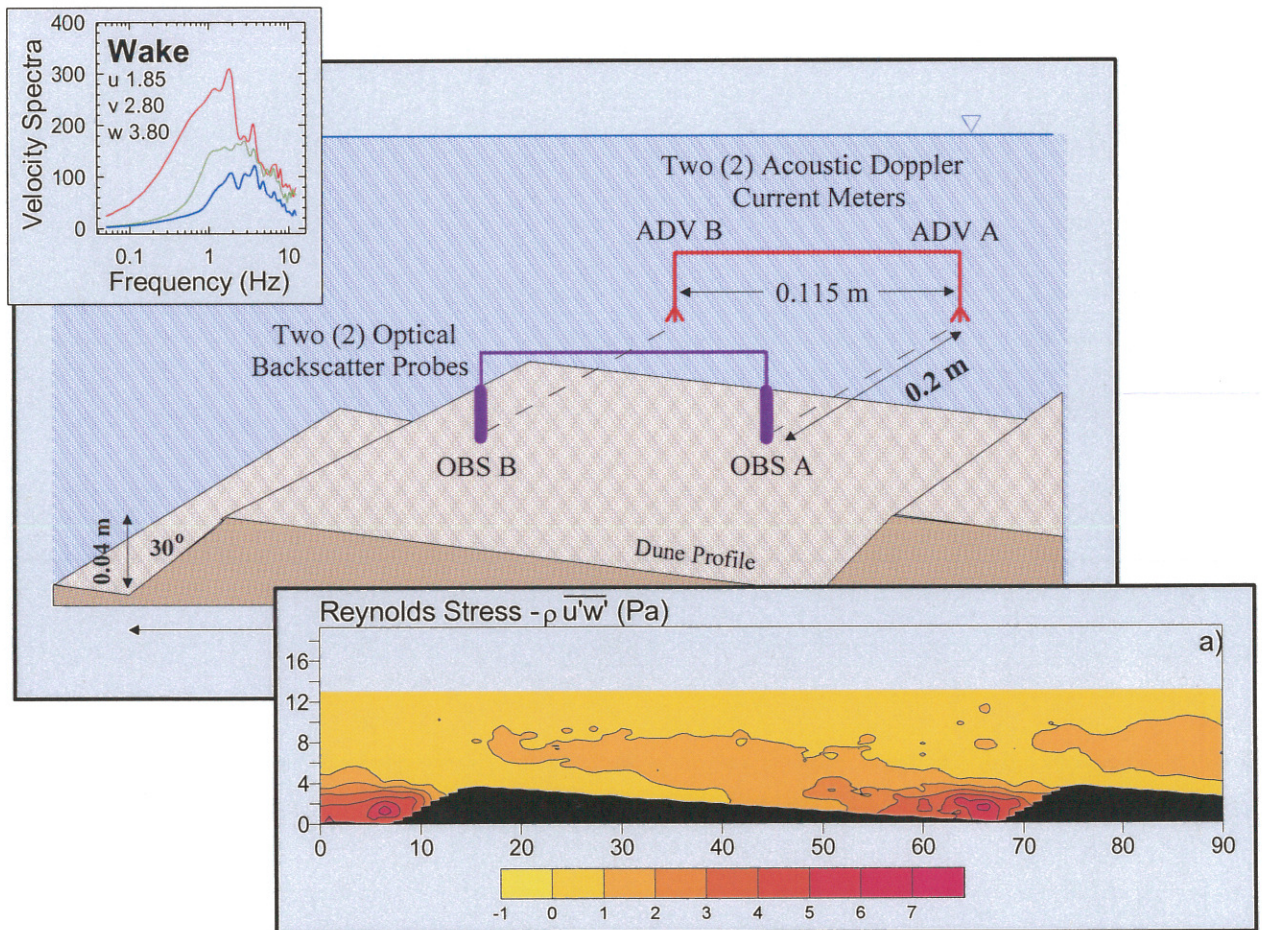 400
300
200
100
0
Velocity Spectra
Wake
u 1.85
v 2.80
w 3.80
0.1
1
10
Frequency (Hz)
Two (2) Acoustic Doppler
Current Meters
ADV B
ADV A
0.115 m
0.2 m
Two (2) Optical
Backscatter Probes
OBS B
OBS A
0.04 m
30°
Dune Profile
Reynolds Stress - ρ u'w' (Pa)
a)
16
12
8
4
0
0
10
20
30
40
50
60
70
80
90
-1
0
1
2
3
4
5
6
7